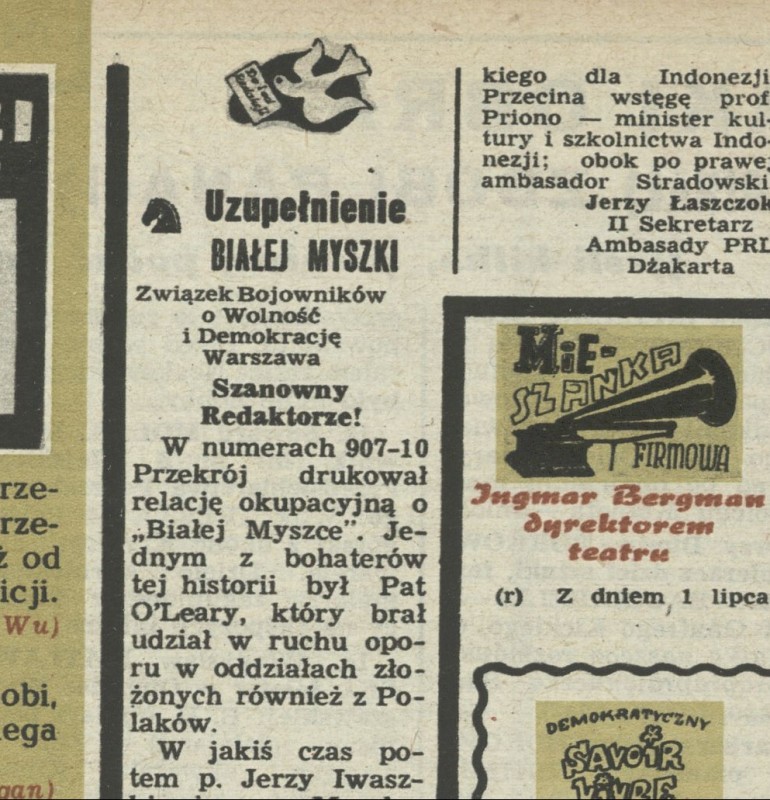 rze-
rze-
ż od
icji.
Wu)
obi,
ega
gan)
Do i od
Redakcji
Uzupełnienie
BIAŁEJ MYSZKI
Związek Bojowników
o Wolność
i Demokrację
Warszawa
Szanowny
Redaktorze!
W numerach 907-10
Przekrój drukował
relację okupacyjną o
„Białej Myszce”. Je-
dnym z bohaterów
tej historii był Pat
O'Leary, który brał
udział w ruchu opo-
ru w oddziałach zło-
żonych również z Po-
laków.
W jakiś czas po-
tem p. Jerzy Iwasz-
kiego dla Indonezji
Przecina wstęgę prof
Priono — minister kul-
tury i szkolnictwa Indo-
nezji; obok po prawej
ambasador Stradowski
Jerzy Łaszczok
II Sekretarz
Ambasady PRL
Dżakarta
MIE-
SZANKA
FIRMOWA
Ingmar Bergman
dyrektorem
teatru
(r) Z dniem 1 lipca
DEMOKRATYCZNY
SAVOIR
VIVRE